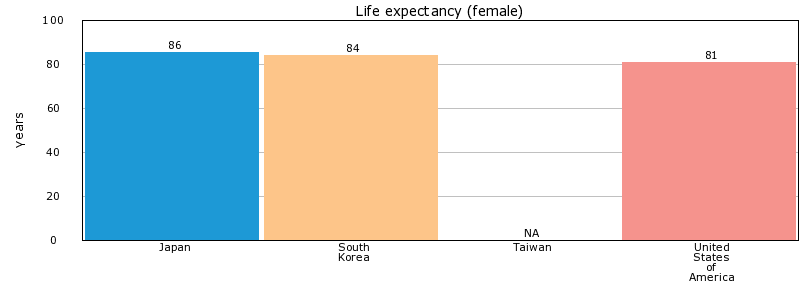 Life expectancy (female)
100
80
60
40
20
0
years
86
84
NA
81
Japan
South
Korea
Taiwan
United
States
of
America